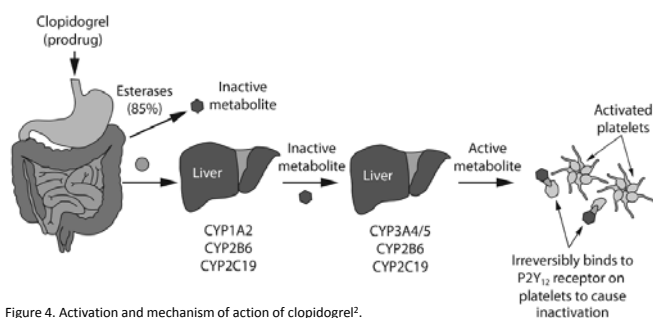 Clopidogrel
(prodrug)
Esterases
(85%)
Inactive
metabolite
Liver
CYP1A2
CYP2B6
CYP2C19
Inactive
metabolite
Liver
CYP3A4/5
CYP2B6
CYP2C19
Active
metabolite
Activated
platelets
Irreversibly binds to
P2Y₁₂ receptor on
platelets to cause
inactivation
Figure 4. Activation and mechanism of action of clopidogrel².